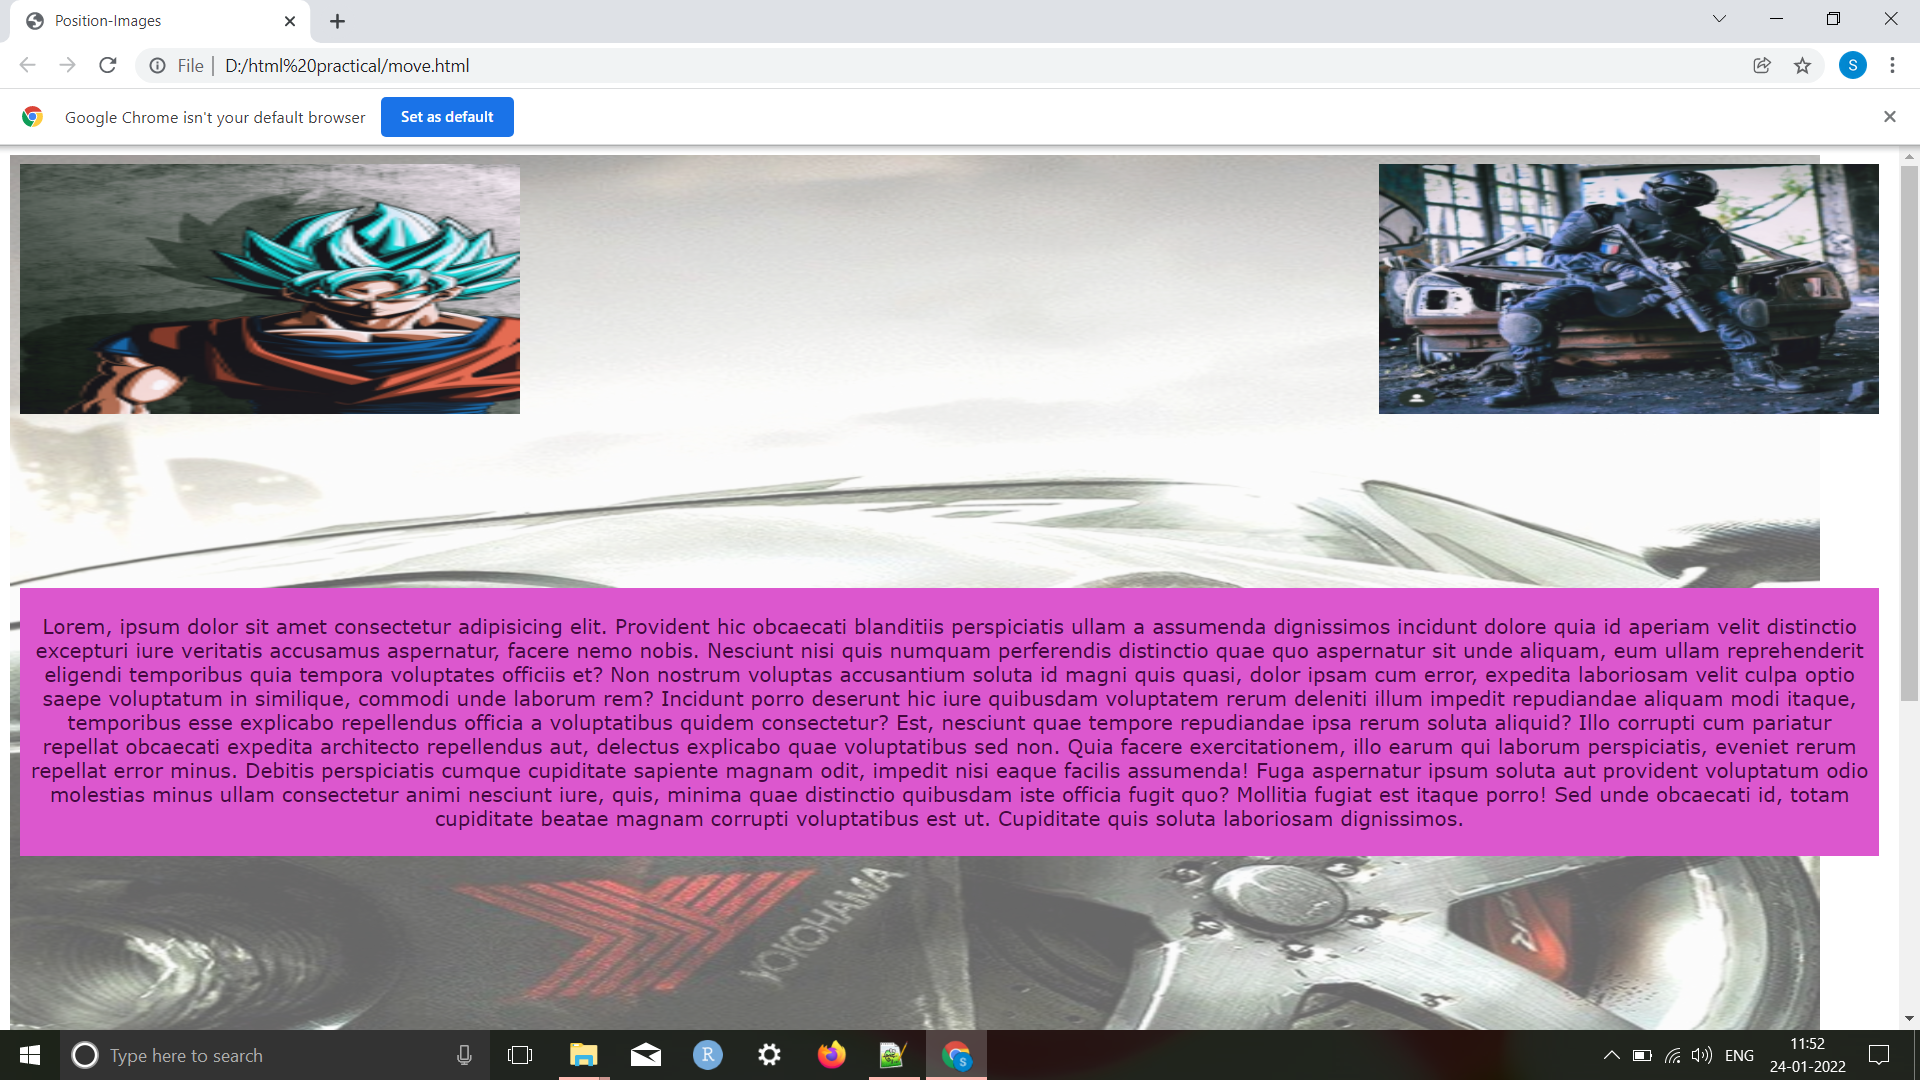 Position-Images
File
D:/html%20practical/move.html
S
Google Chrome isn't your default browser
Set as default
Lorem, ipsum dolor sit amet consectetur adipisicing elit. Provident hic obcaecati blanditiis perspiciatis ullam a assumenda dignissimos incidunt dolore quia id aperiam velit distinctio
excepturi iure veritatis accusamus aspernatur, facere nemo nobis. Nesciunt nisi quis numquam perferendis distinctio quae quo aspernatur sit unde aliquam, eum ullam reprehenderit
eligendi temporibus quia tempora voluptates officiis et? Non nostrum voluptas accusantium soluta id magni quis quasi, dolor ipsam cum error, expedita laboriosam velit culpa optio
saepe voluptatum in similique, commodi unde laborum rem? Incidunt porro deserunt hic iure quibusdam voluptatem rerum deleniti illum impedit repudiandae aliquam modi itaque,
temporibus esse explicabo repellendus officia a voluptatibus quidem consectetur? Est, nesciunt quae tempore repudiandae ipsa rerum soluta aliquid? Illo corrupti cum pariatur
repellat obcaecati expedita architecto repellendus aut, delectus explicabo quae voluptatibus sed non. Quia facere exercitationem, illo earum qui laborum perspiciatis, eveniet rerum
repellat error minus. Debitis perspiciatis cumque cupiditate sapiente magnam odit, impedit nisi eaque facilis assumenda! Fuga aspernatur ipsum soluta aut provident voluptatum odio
molestias minus ullam consectetur animi nesciunt iure, quis, minima quae distinctio quibusdam iste officia fugit quo? Mollitia fugiat est itaque porro! Sed unde obcaecati id, totam
cupiditate beatae magnam corrupti voluptatibus est ut. Cupiditate quis soluta laboriosam dignissimos.
YOKOHAMA
Type here to search
R
S
ENG
11:52
24-01-2022